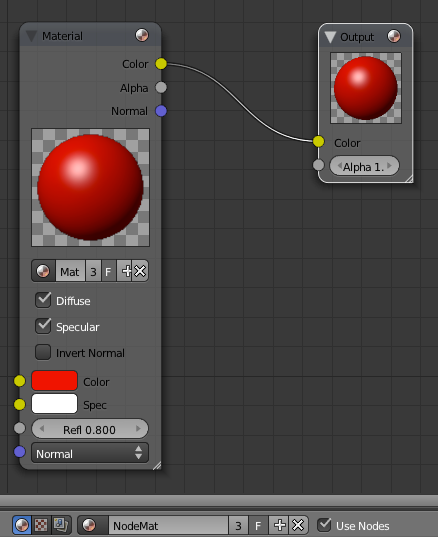 Material
Output
Color
Alpha
Normal
Color
Alpha 1.
Mat 3 F
Diffuse
Specular
Invert Normal
Color
Spec
Refl 0.800
Normal
NodeMat 3 F Use Nodes